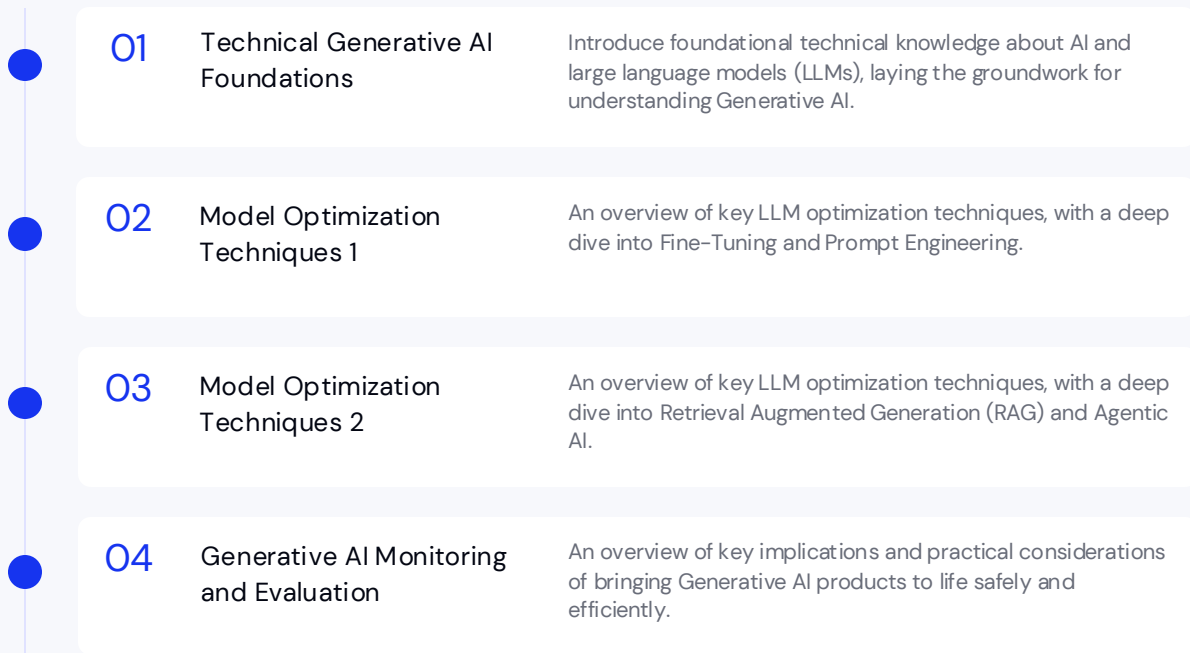 01
Technical Generative AI
Foundations
Introduce foundational technical knowledge about AI and
large language models (LLMs), laying the groundwork for
understanding Generative AI.
02
Model Optimization
Techniques 1
An overview of key LLM optimization techniques, with a deep
dive into Fine-Tuning and Prompt Engineering.
03
Model Optimization
Techniques 2
An overview of key LLM optimization techniques, with a deep
dive into Retrieval Augmented Generation (RAG) and Agentic
AI.
04
Generative AI Monitoring
and Evaluation
An overview of key implications and practical considerations
of bringing Generative AI products to life safely and
efficiently.